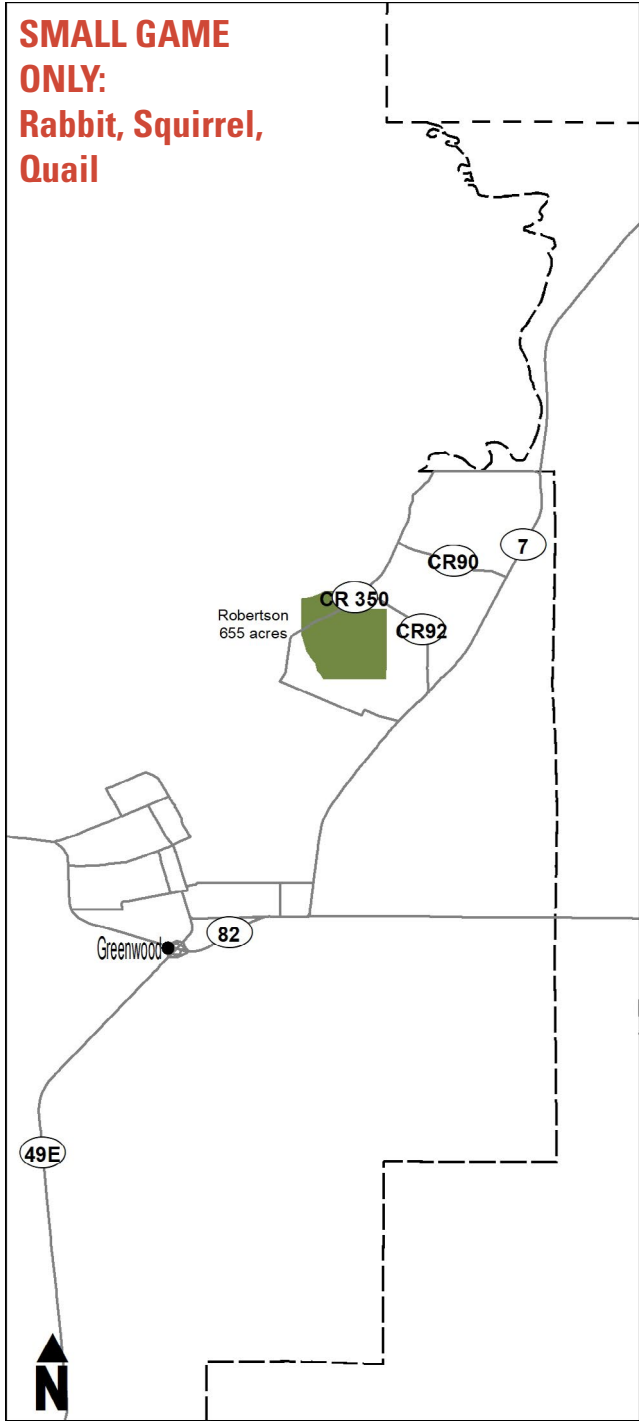 SMALL GAME
ONLY:
Rabbit, Squirrel,
Quail
7
CR90
CR 350
Robertson
655 acres
CR92
82
Greenwood
49E
N